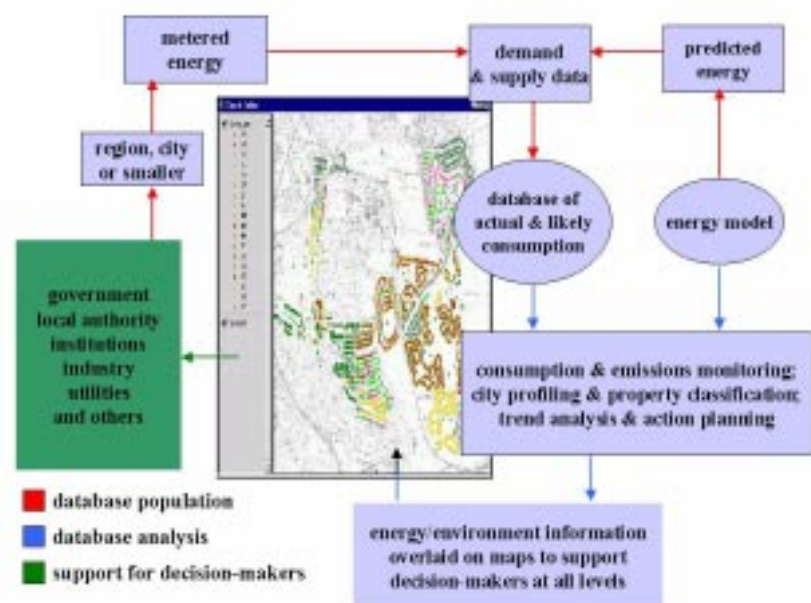 metered
energy
demand
& supply data
predicted
energy
region, city
or smaller
database of
actual & likely
consumption
energy model
government
local authority
institutions
industry
utilities
and others
consumption & emissions monitoring;
city profiling & property classification;
trend analysis & action planning
database population
database analysis
support for decision-makers
energy/environment information
overlaid on maps to support
decision-makers at all levels